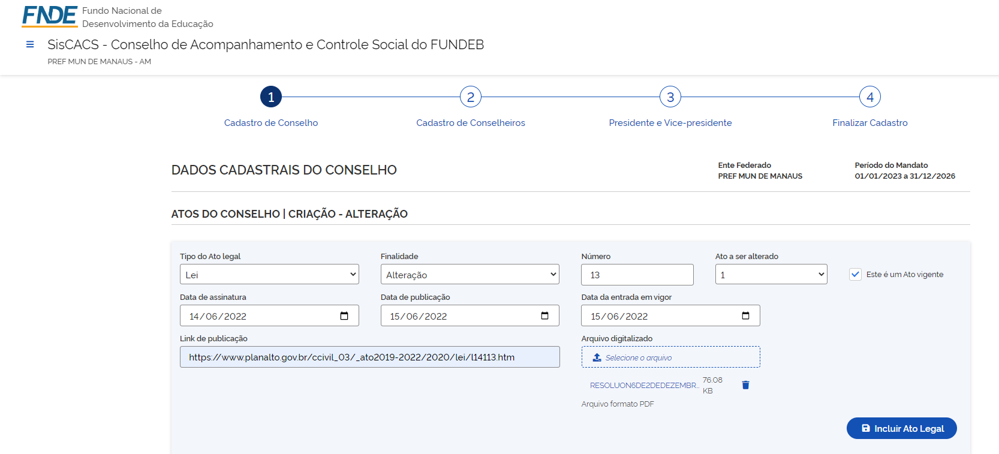 FNDE
Fundo Nacional de
Desenvolvimento da Educação
SisCACS - Conselho de Acompanhamento e Controle Social do FUNDEB
PREF MUN DE MANAUS - AM
1 2 3 4
Cadastro de Conselho Cadastro de Conselheiros Presidente e Vice-presidente Finalizar Cadastro
DADOS CADASTRAIS DO CONSELHO
Ente Federado Período do Mandato
PREF MUN DE MANAUS 01/01/2023 a 31/12/2026
ATOS DO CONSELHO | CRIAÇÃO - ALTERAÇÃO
Tipo do Ato legal Finalidade Número Ato a ser alterado
Lei Alteração 13 1 Este é um Ato vigente
Data de assinatura Data de publicação Data da entrada em vigor
14/06/2022 15/06/2022 15/06/2022
Link de publicação Arquivo digitalizado
https://www.planalto.gov.br/ccivil_03/_ato2019-2022/2020/lei/l14113.htm Selecione o arquivo
RESOLUON6DE2DEDEZEMBR... 76.08
KB
Arquivo formato PDF
Incluir Ato Legal